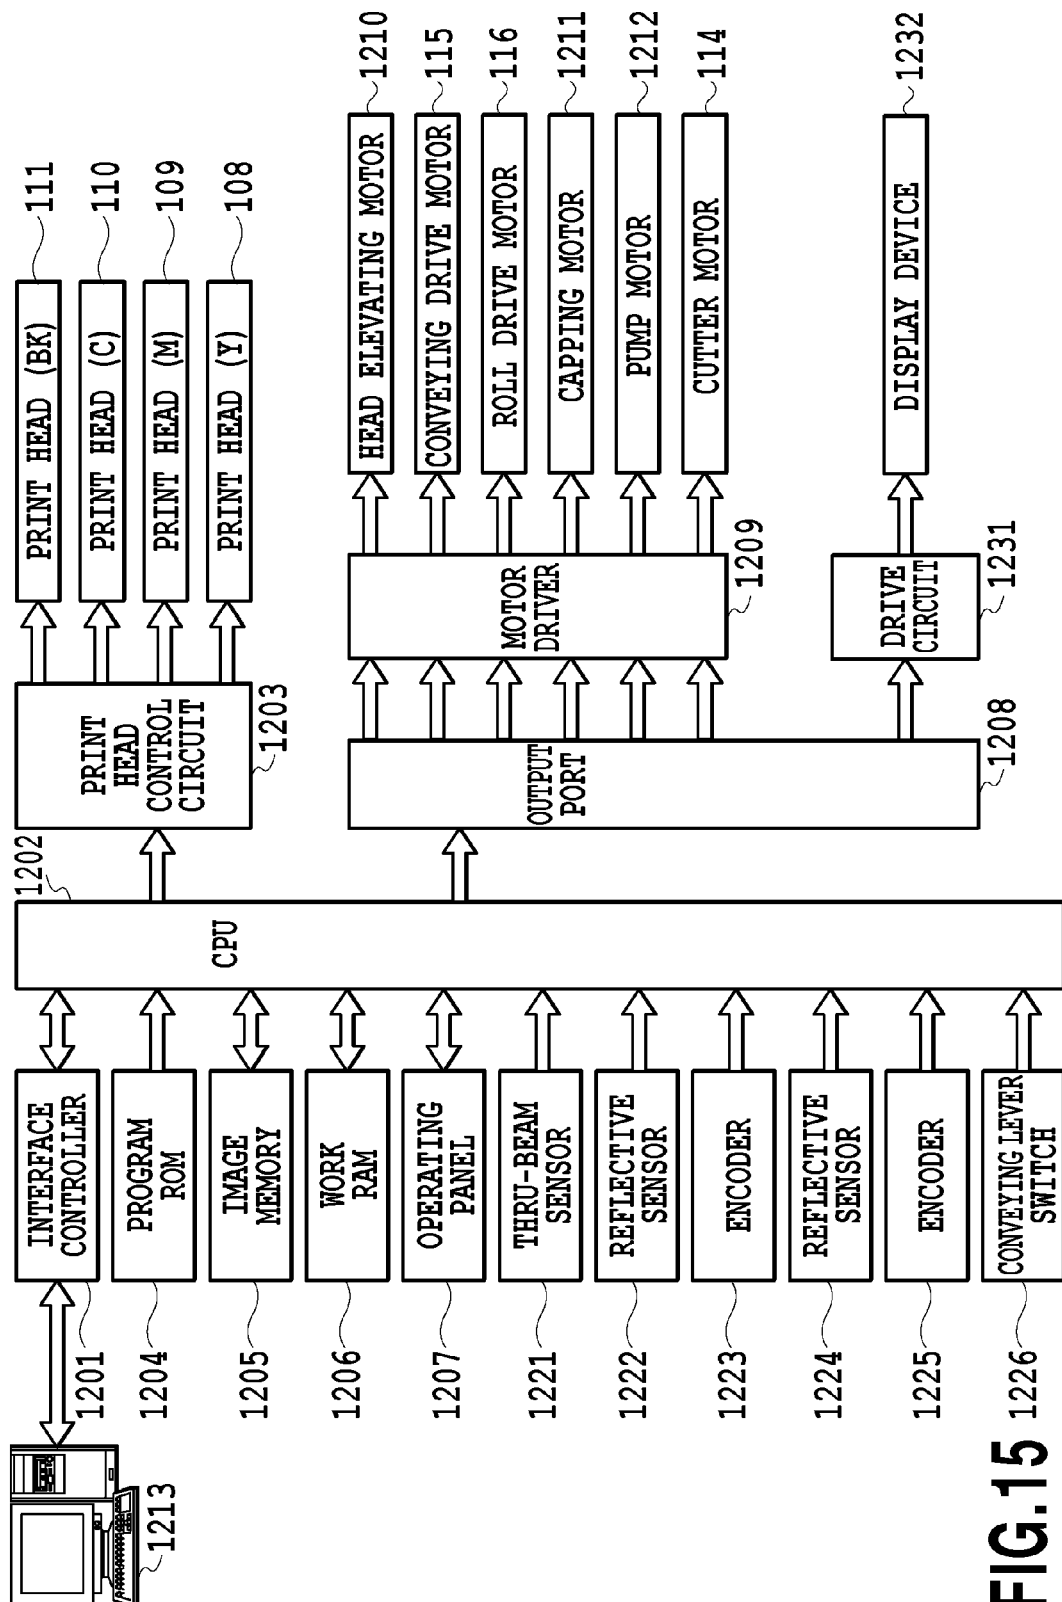 1213
INTERFACE
CONTROLLER
1201
PROGRAM
ROM
1204
IMAGE
MEMORY
1205
WORK
RAM
1206
OPERATING
PANEL
1207
THRU-BEAM
SENSOR
1221
REFLECTIVE
SENSOR
1222
ENCODER
1223
REFLECTIVE
SENSOR
1224
ENCODER
1225
CONVEYING LEVER
SWITCH
1226
CPU
1202
PRINT
HEAD
CONTROL
CIRCUIT
1203
PRINT HEAD (BK)
111
PRINT HEAD (C)
110
PRINT HEAD (M)
109
PRINT HEAD (Y)
108
OUTPUT
PORT
1208
MOTOR
DRIVER
1209
HEAD ELEVATING MOTOR
1210
CONVEYING DRIVE MOTOR
115
ROLL DRIVE MOTOR
116
CAPPING MOTOR
1211
PUMP MOTOR
1212
CUTTER MOTOR
114
DRIVE
CIRCUIT
1231
DISPLAY DEVICE
1232
FIG.15